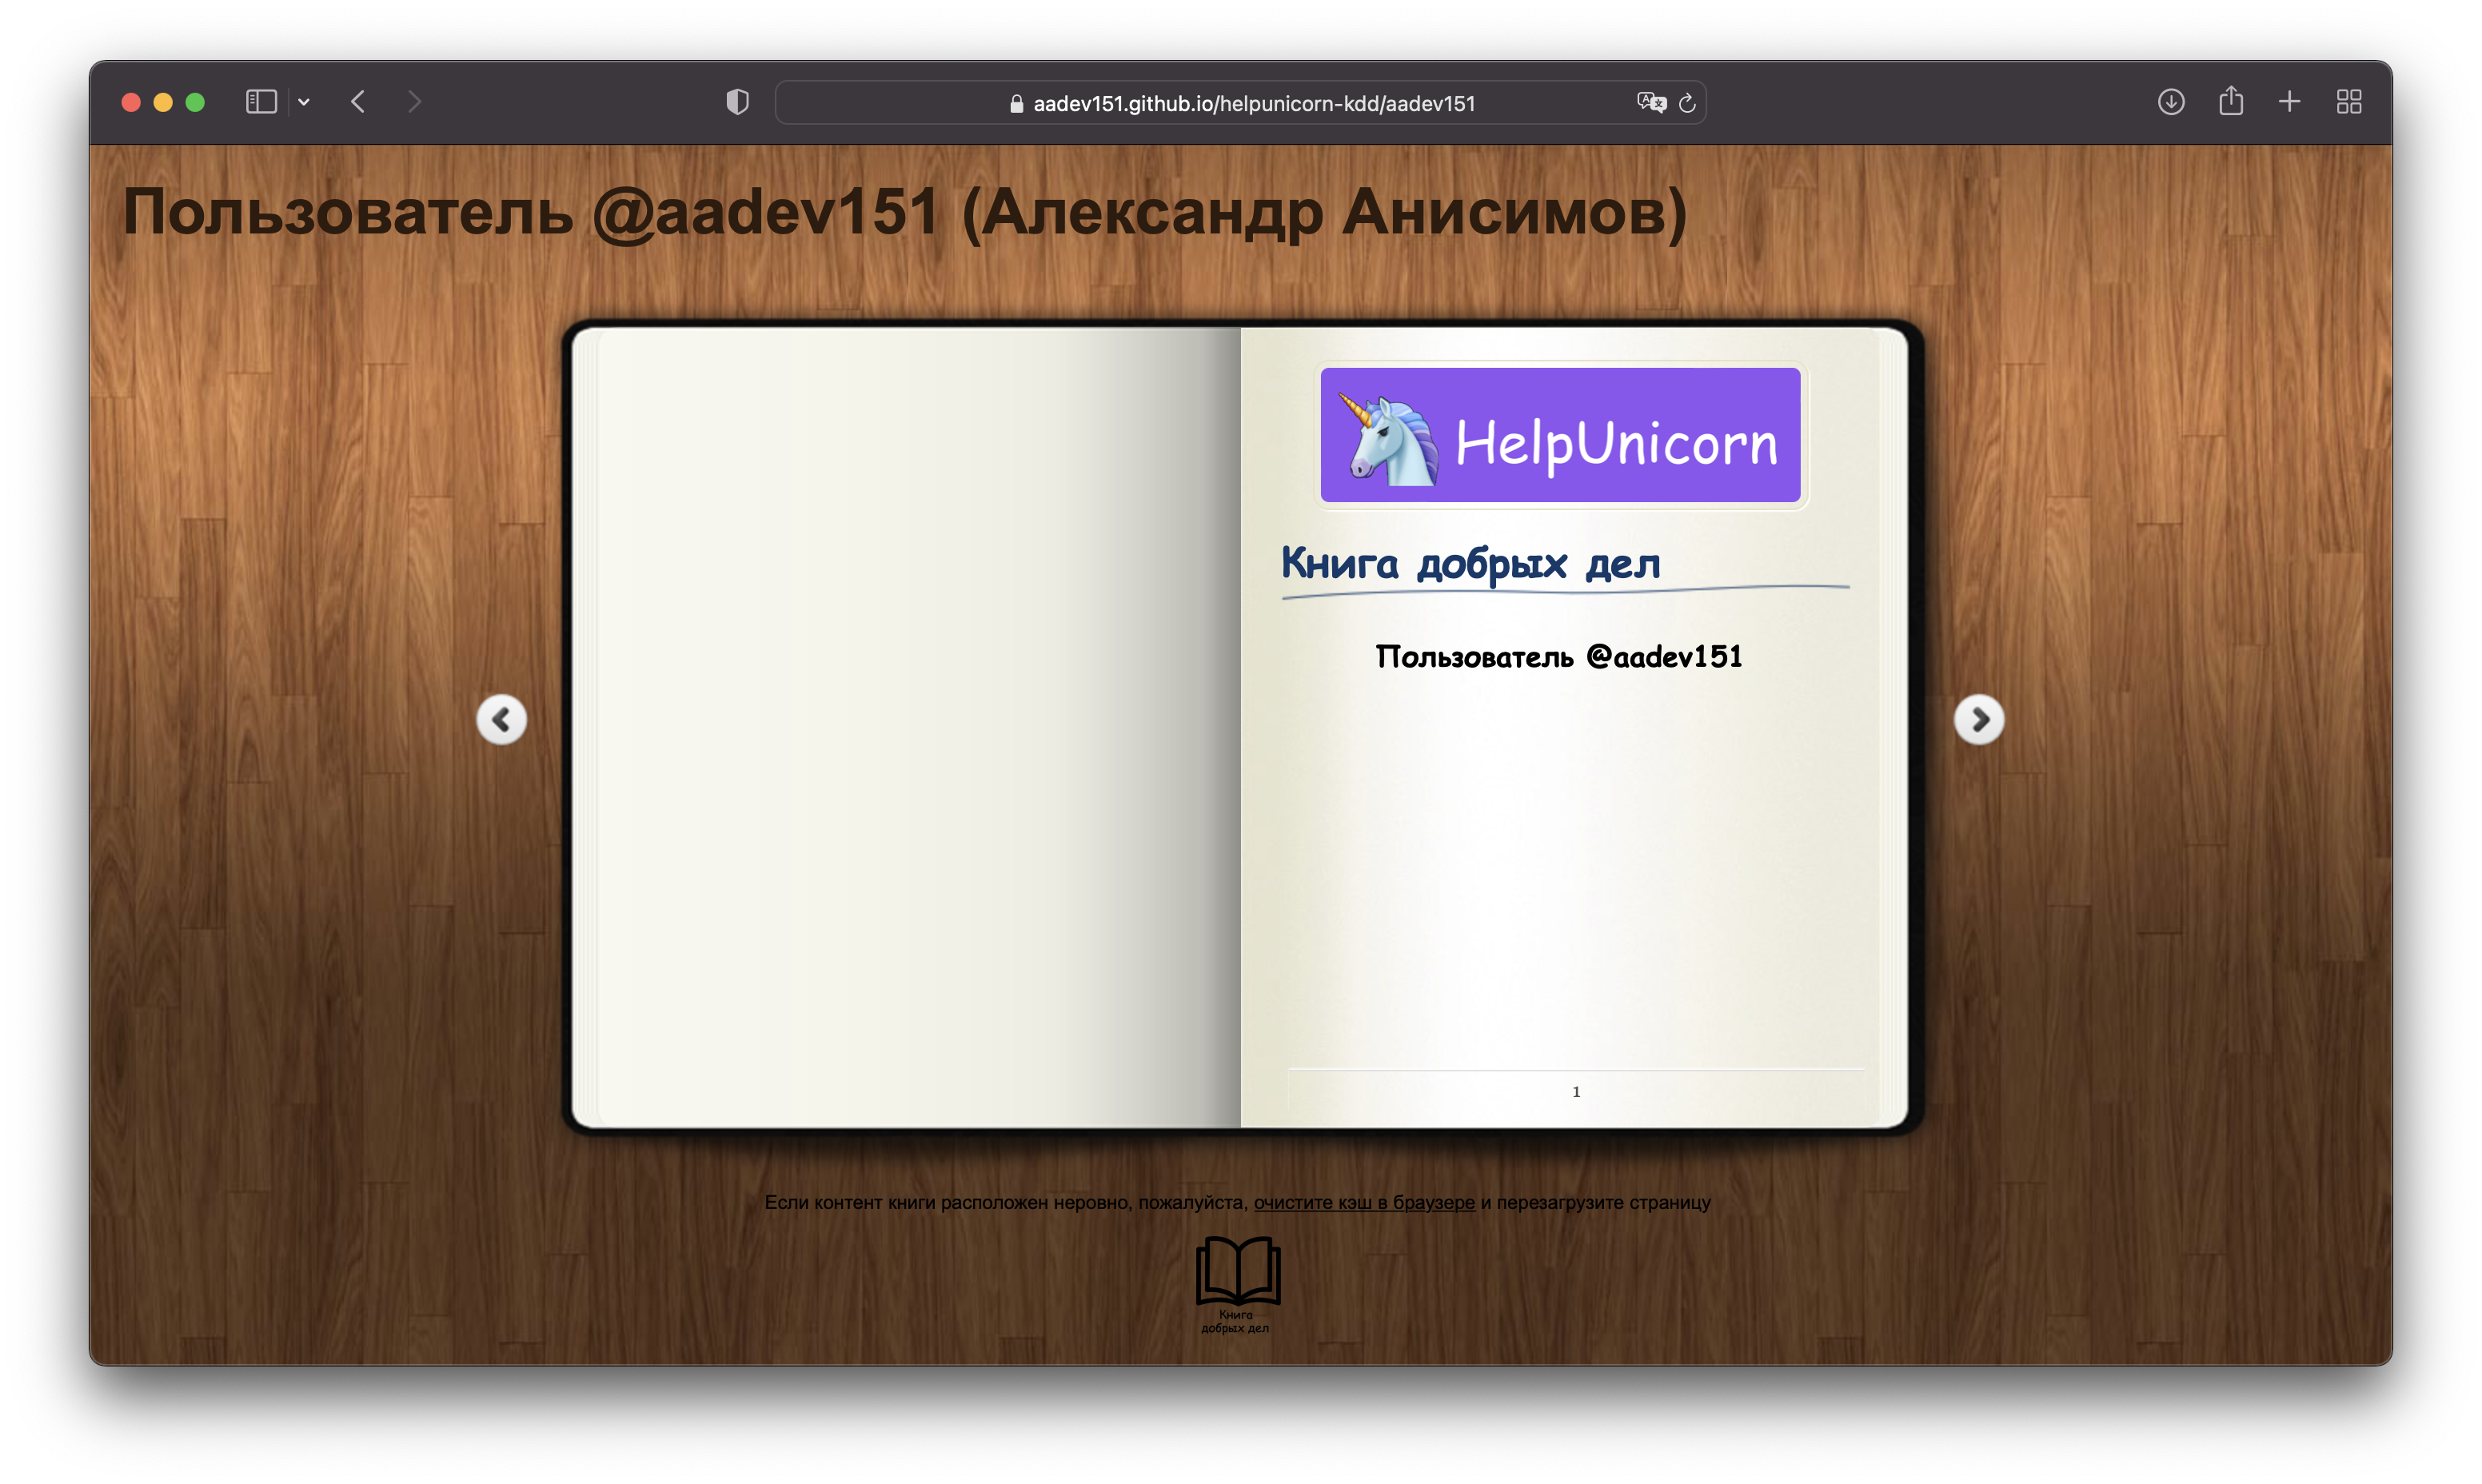 aadev151.github.io/helpunicorn-kdd/aadev151
Пользователь @aadev151 (Александр Анисимов)
HelpUnicorn
Книга добрых дел
Пользователь @aadev151
1
Если контент книги расположен неровно, пожалуйста, очистите кэш в браузере и перезагрузите страницу
Книга
добрых дел